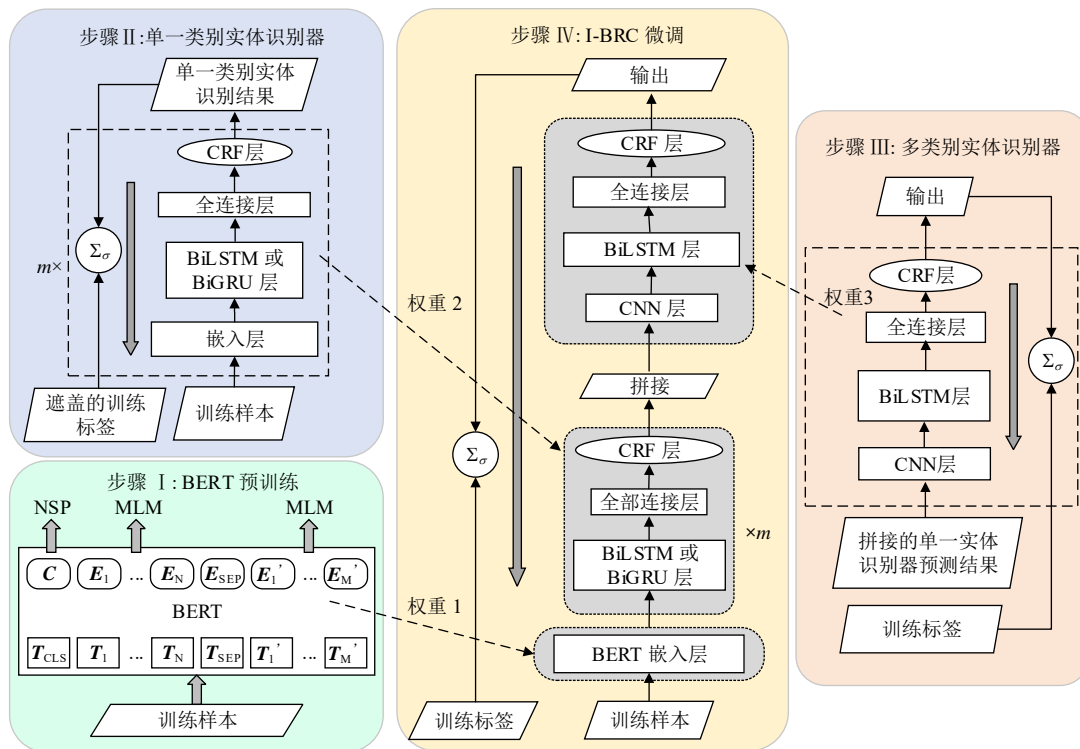 步骤Ⅱ:单一类别实体识别器
单一类别实体
识别结果
CRF层
全连接层
Σσ
m×
BiLSTM 或
BiGRU 层
嵌入层
遮盖的训练
标签
训练样本
步骤 Ⅰ: BERT 预训练
NSP
MLM
MLM
C
E1
...
EN
ESEP
E1'
...
EM'
BERT
TCLS
T1
...
TN
TSEP
T1'
...
TM'
训练样本
步骤 Ⅳ: I-BRC 微调
输出
CRF 层
全连接层
BiLSTM 层
CNN 层
权重 2
拼接
CRF 层
Σσ
全部连接层
×m
BiLSTM 或
BiGRU 层
权重 1
BERT 嵌入层
训练标签
训练样本
步骤 Ⅲ: 多类别实体识别器
输出
CRF层
权重3
全连接层
Σσ
BiLSTM层
CNN层
拼接的单一实体
识别器预测结果
训练标签